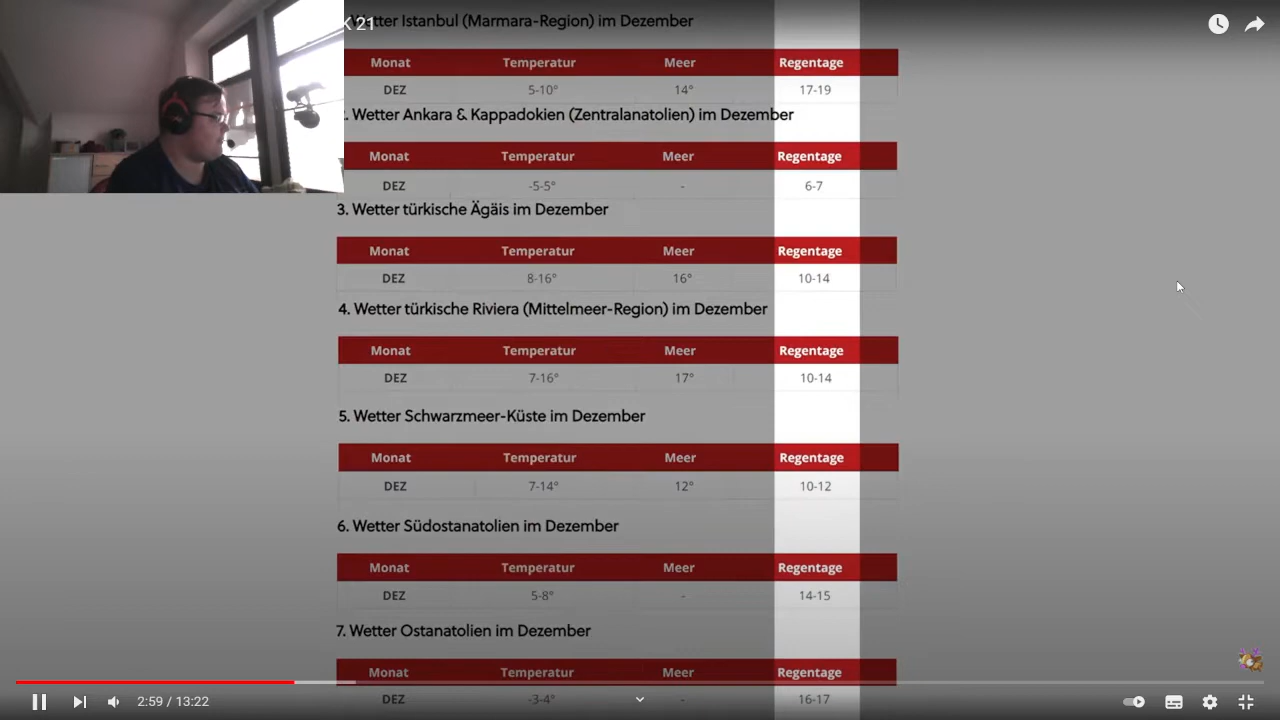 K 21
Wetter Istanbul (Marmara-Region) im Dezember
Monat Temperatur Meer Regentage
DEZ 5-10° 14° 17-19
2. Wetter Ankara & Kappadokien (Zentralanatolien) im Dezember
Monat Temperatur Meer Regentage
DEZ -5-5° - 6-7
3. Wetter türkische Ägäis im Dezember
Monat Temperatur Meer Regentage
DEZ 8-16° 16° 10-14
4. Wetter türkische Riviera (Mittelmeer-Region) im Dezember
Monat Temperatur Meer Regentage
DEZ 7-16° 17° 10-14
5. Wetter Schwarzmeer-Küste im Dezember
Monat Temperatur Meer Regentage
DEZ 7-14° 12° 10-12
6. Wetter Südostanatolien im Dezember
Monat Temperatur Meer Regentage
DEZ 5-8° - 14-15
7. Wetter Ostanatolien im Dezember
Monat Temperatur Meer Regentage
DEZ -3-4° - 16-17
2:59 / 13:22